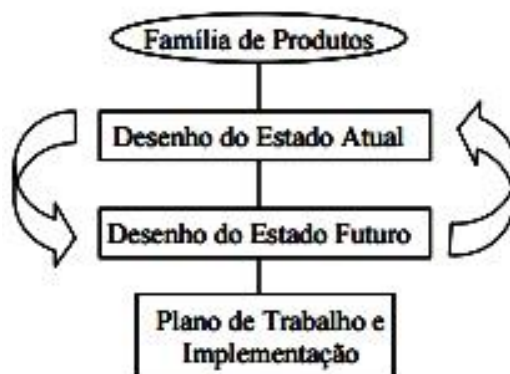 Família de Produtos
Desenho do Estado Atual
Desenho do Estado Futuro
Plano de Trabalho e
Implementação